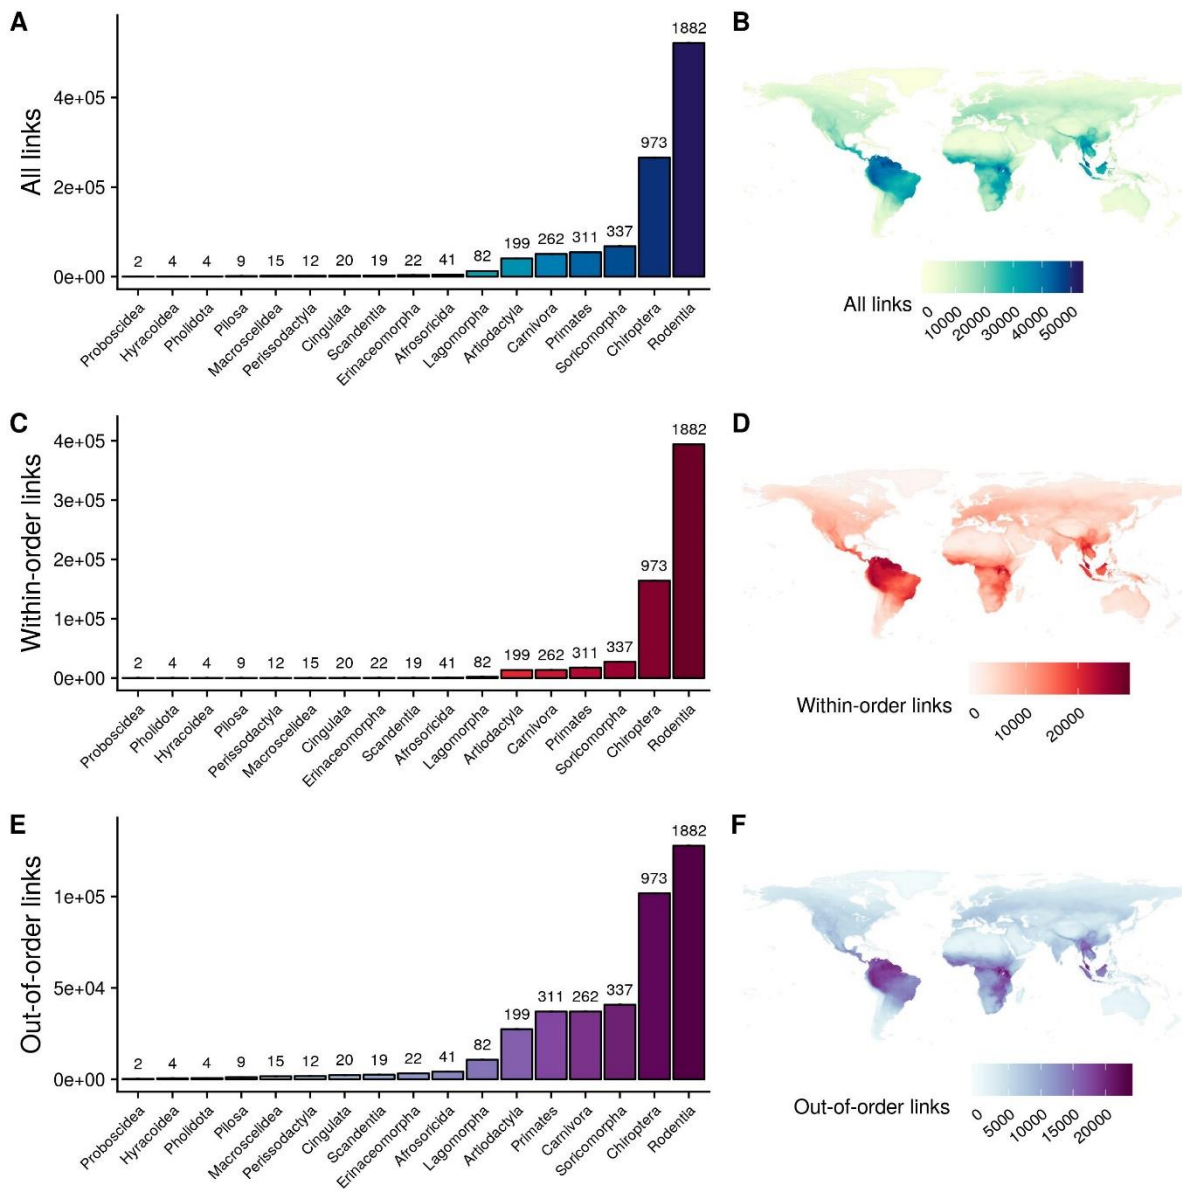 A
All links
4e+05
2e+05
0e+00
2 4 4 9 15 12 20 19 22 41 82 199 262 311 337 973 1882
Proboscidea Hyracoidea Pholidota Pilosa Macroscelidea Perissodactyla Cingulata Scandentia Erinaceomorpha Afrosoricida Lagomorpha Artiodactyla Carnivora Primates Soricomorpha Chiroptera Rodentia
B
All links
0 10000 20000 30000 40000 50000
C
Within-order links
4e+05
3e+05
2e+05
1e+05
0e+00
2 4 4 9 12 15 20 22 19 41 82 199 262 311 337 973 1882
Proboscidea Pholidota Hyracoidea Pilosa Perissodactyla Macroscelidea Cingulata Erinaceomorpha Scandentia Afrosoricida Lagomorpha Artiodactyla Carnivora Primates Soricomorpha Chiroptera Rodentia
D
Within-order links
0 10000 20000
E
Out-of-order links
1e+05
5e+04
0e+00
2 4 4 9 15 12 20 19 22 41 82 199 311 262 337 973 1882
Proboscidea Hyracoidea Pholidota Pilosa Macroscelidea Perissodactyla Cingulata Scandentia Erinaceomorpha Afrosoricida Lagomorpha Artiodactyla Primates Carnivora Soricomorpha Chiroptera Rodentia
F
Out-of-order links
0 5000 10000 15000 20000